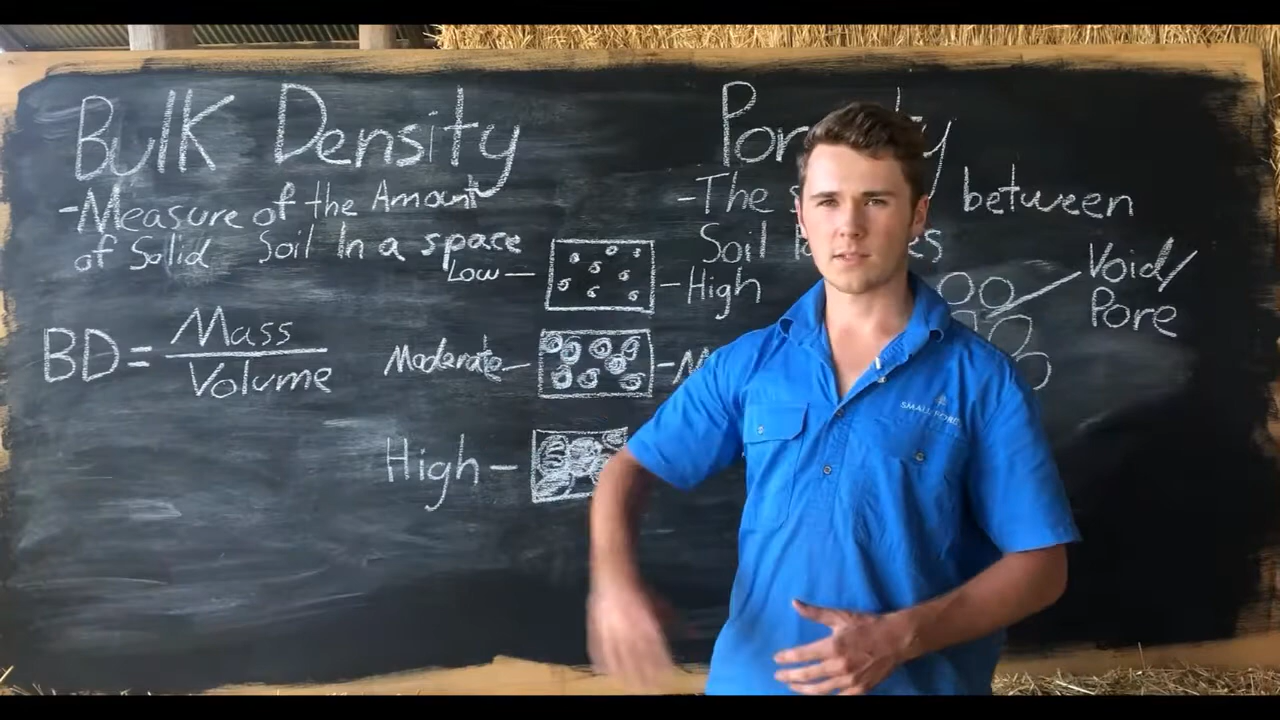 Bulk Density
-Measure of the Amount
of Solid Soil In a space
BD = Mass
Volume
Low-
Moderate-
High-
-The between
Soil
-High
Void/
Pore
SMALL